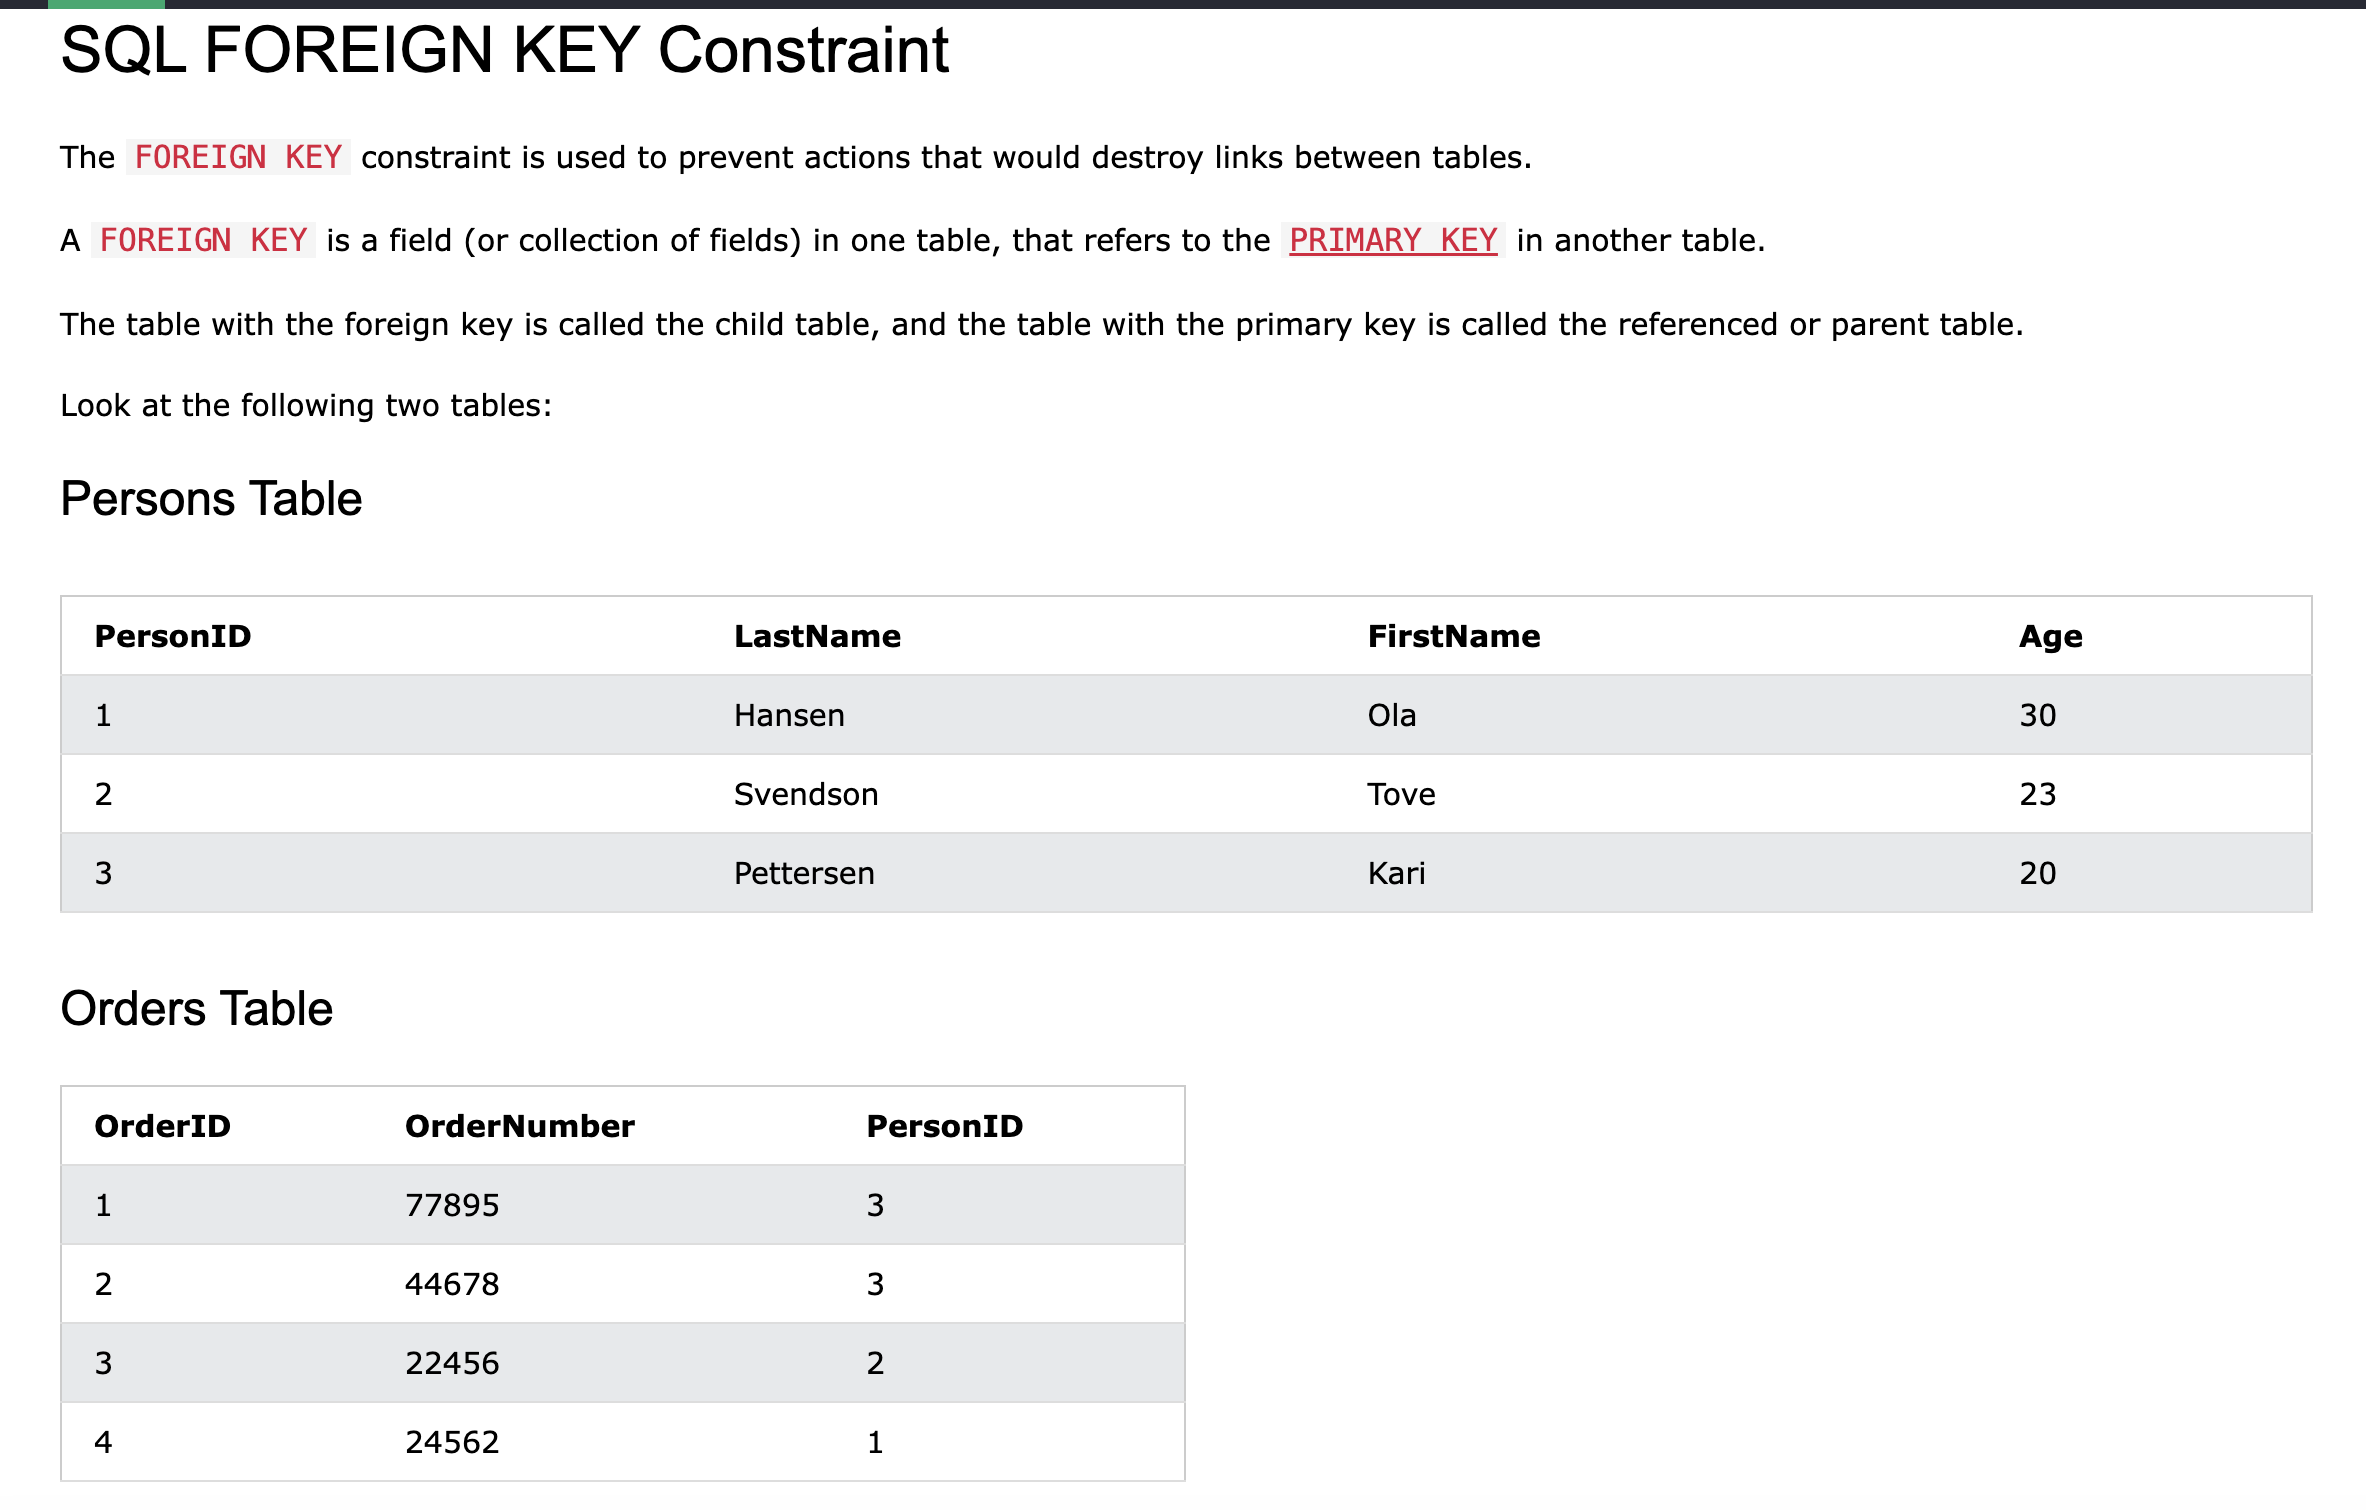 SQL FOREIGN KEY Constraint
The FOREIGN KEY constraint is used to prevent actions that would destroy links between tables.
A FOREIGN KEY is a field (or collection of fields) in one table, that refers to the PRIMARY KEY in another table.
The table with the foreign key is called the child table, and the table with the primary key is called the referenced or parent table.
Look at the following two tables:
Persons Table
PersonID LastName FirstName Age
1 Hansen Ola 30
2 Svendson Tove 23
3 Pettersen Kari 20
Orders Table
OrderID OrderNumber PersonID
1 77895 3
2 44678 3
3 22456 2
4 24562 1